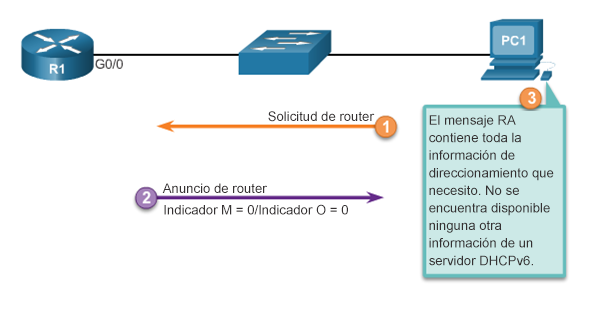 R1
G0/0
PC1
Solicitud de router
1
2
Anuncio de router
Indicador M = 0/Indicador O = 0
3
El mensaje RA
contiene toda la
información de
direccionamiento que
necesito. No se
encuentra disponible
ninguna otra
información de un
servidor DHCPv6.